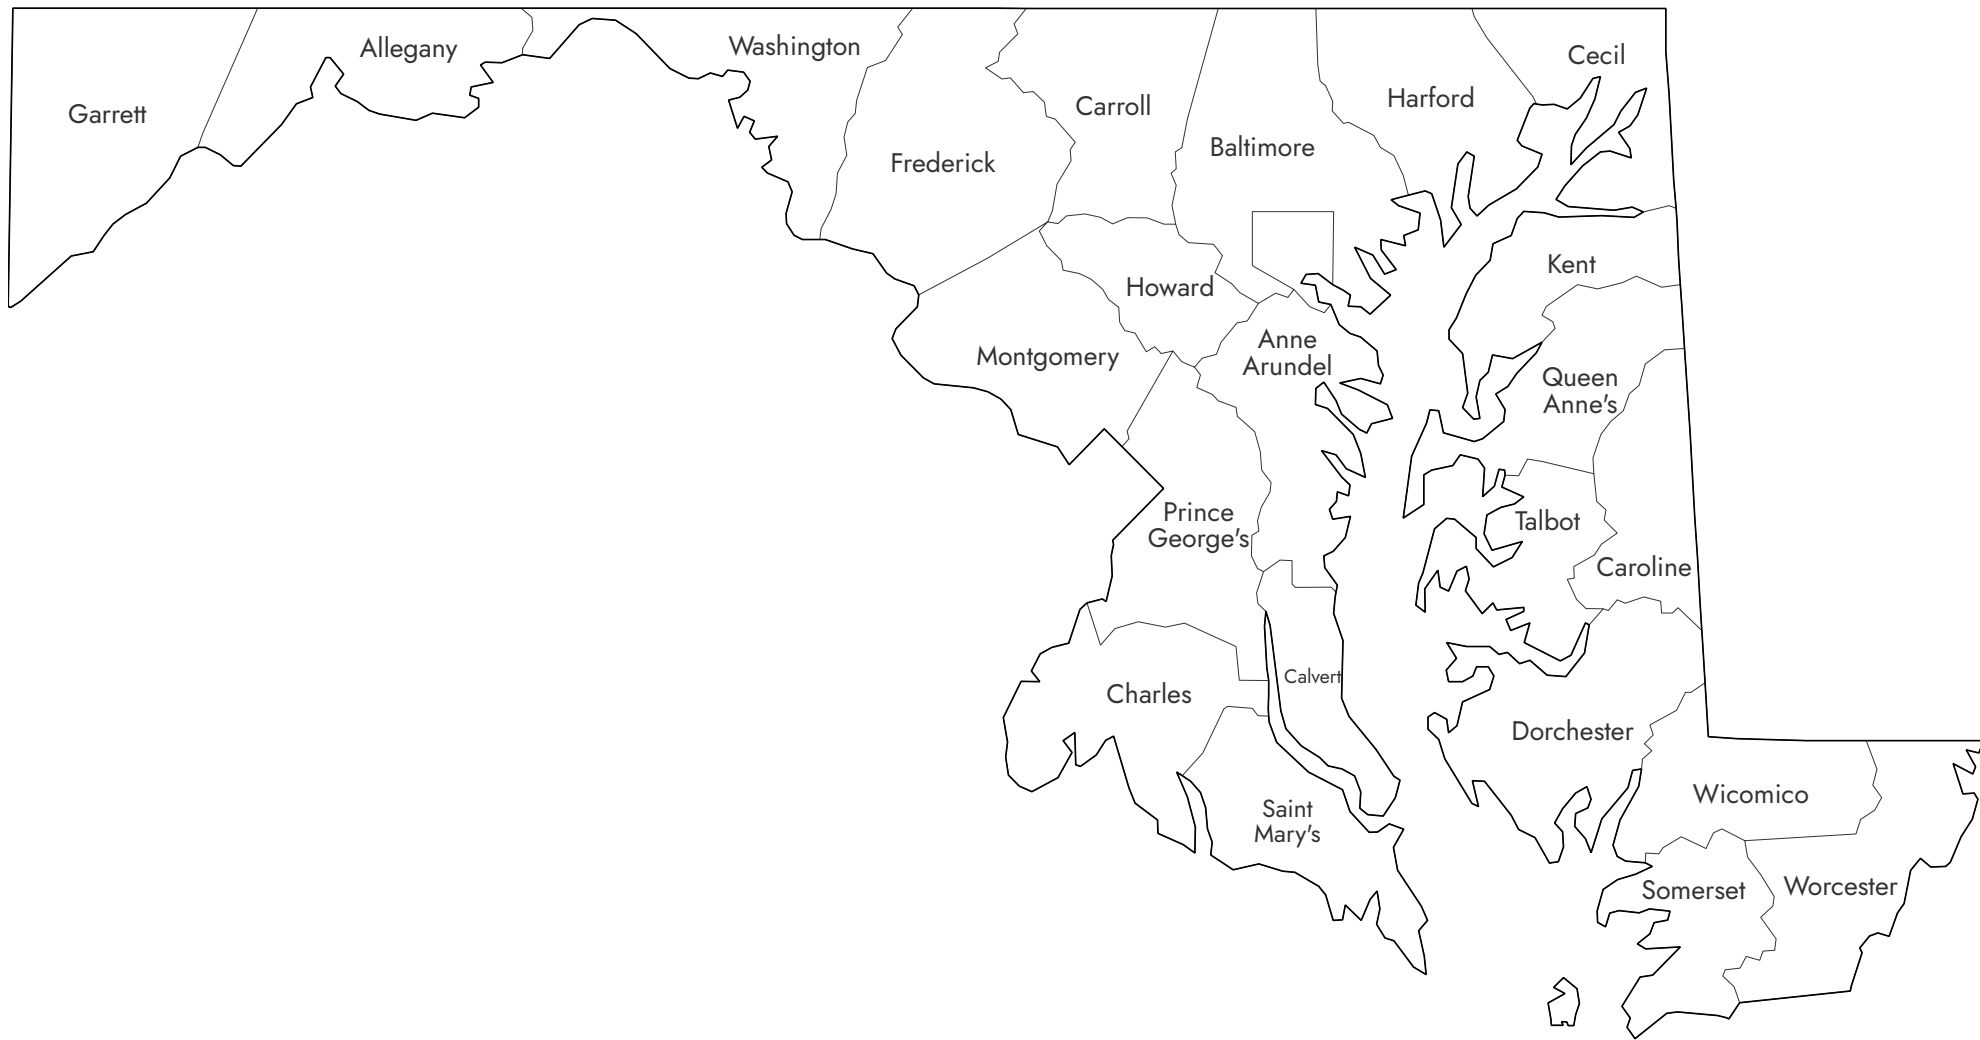 Allegany
Washington
Cecil
Garrett
Carroll
Harford
Baltimore
Frederick
Kent
Howard
Anne
Arundel
Montgomery
Queen
Anne's
Prince
George's
Talbot
Caroline
Calvert
Charles
Dorchester
Wicomico
Saint
Mary's
Somerset
Worcester